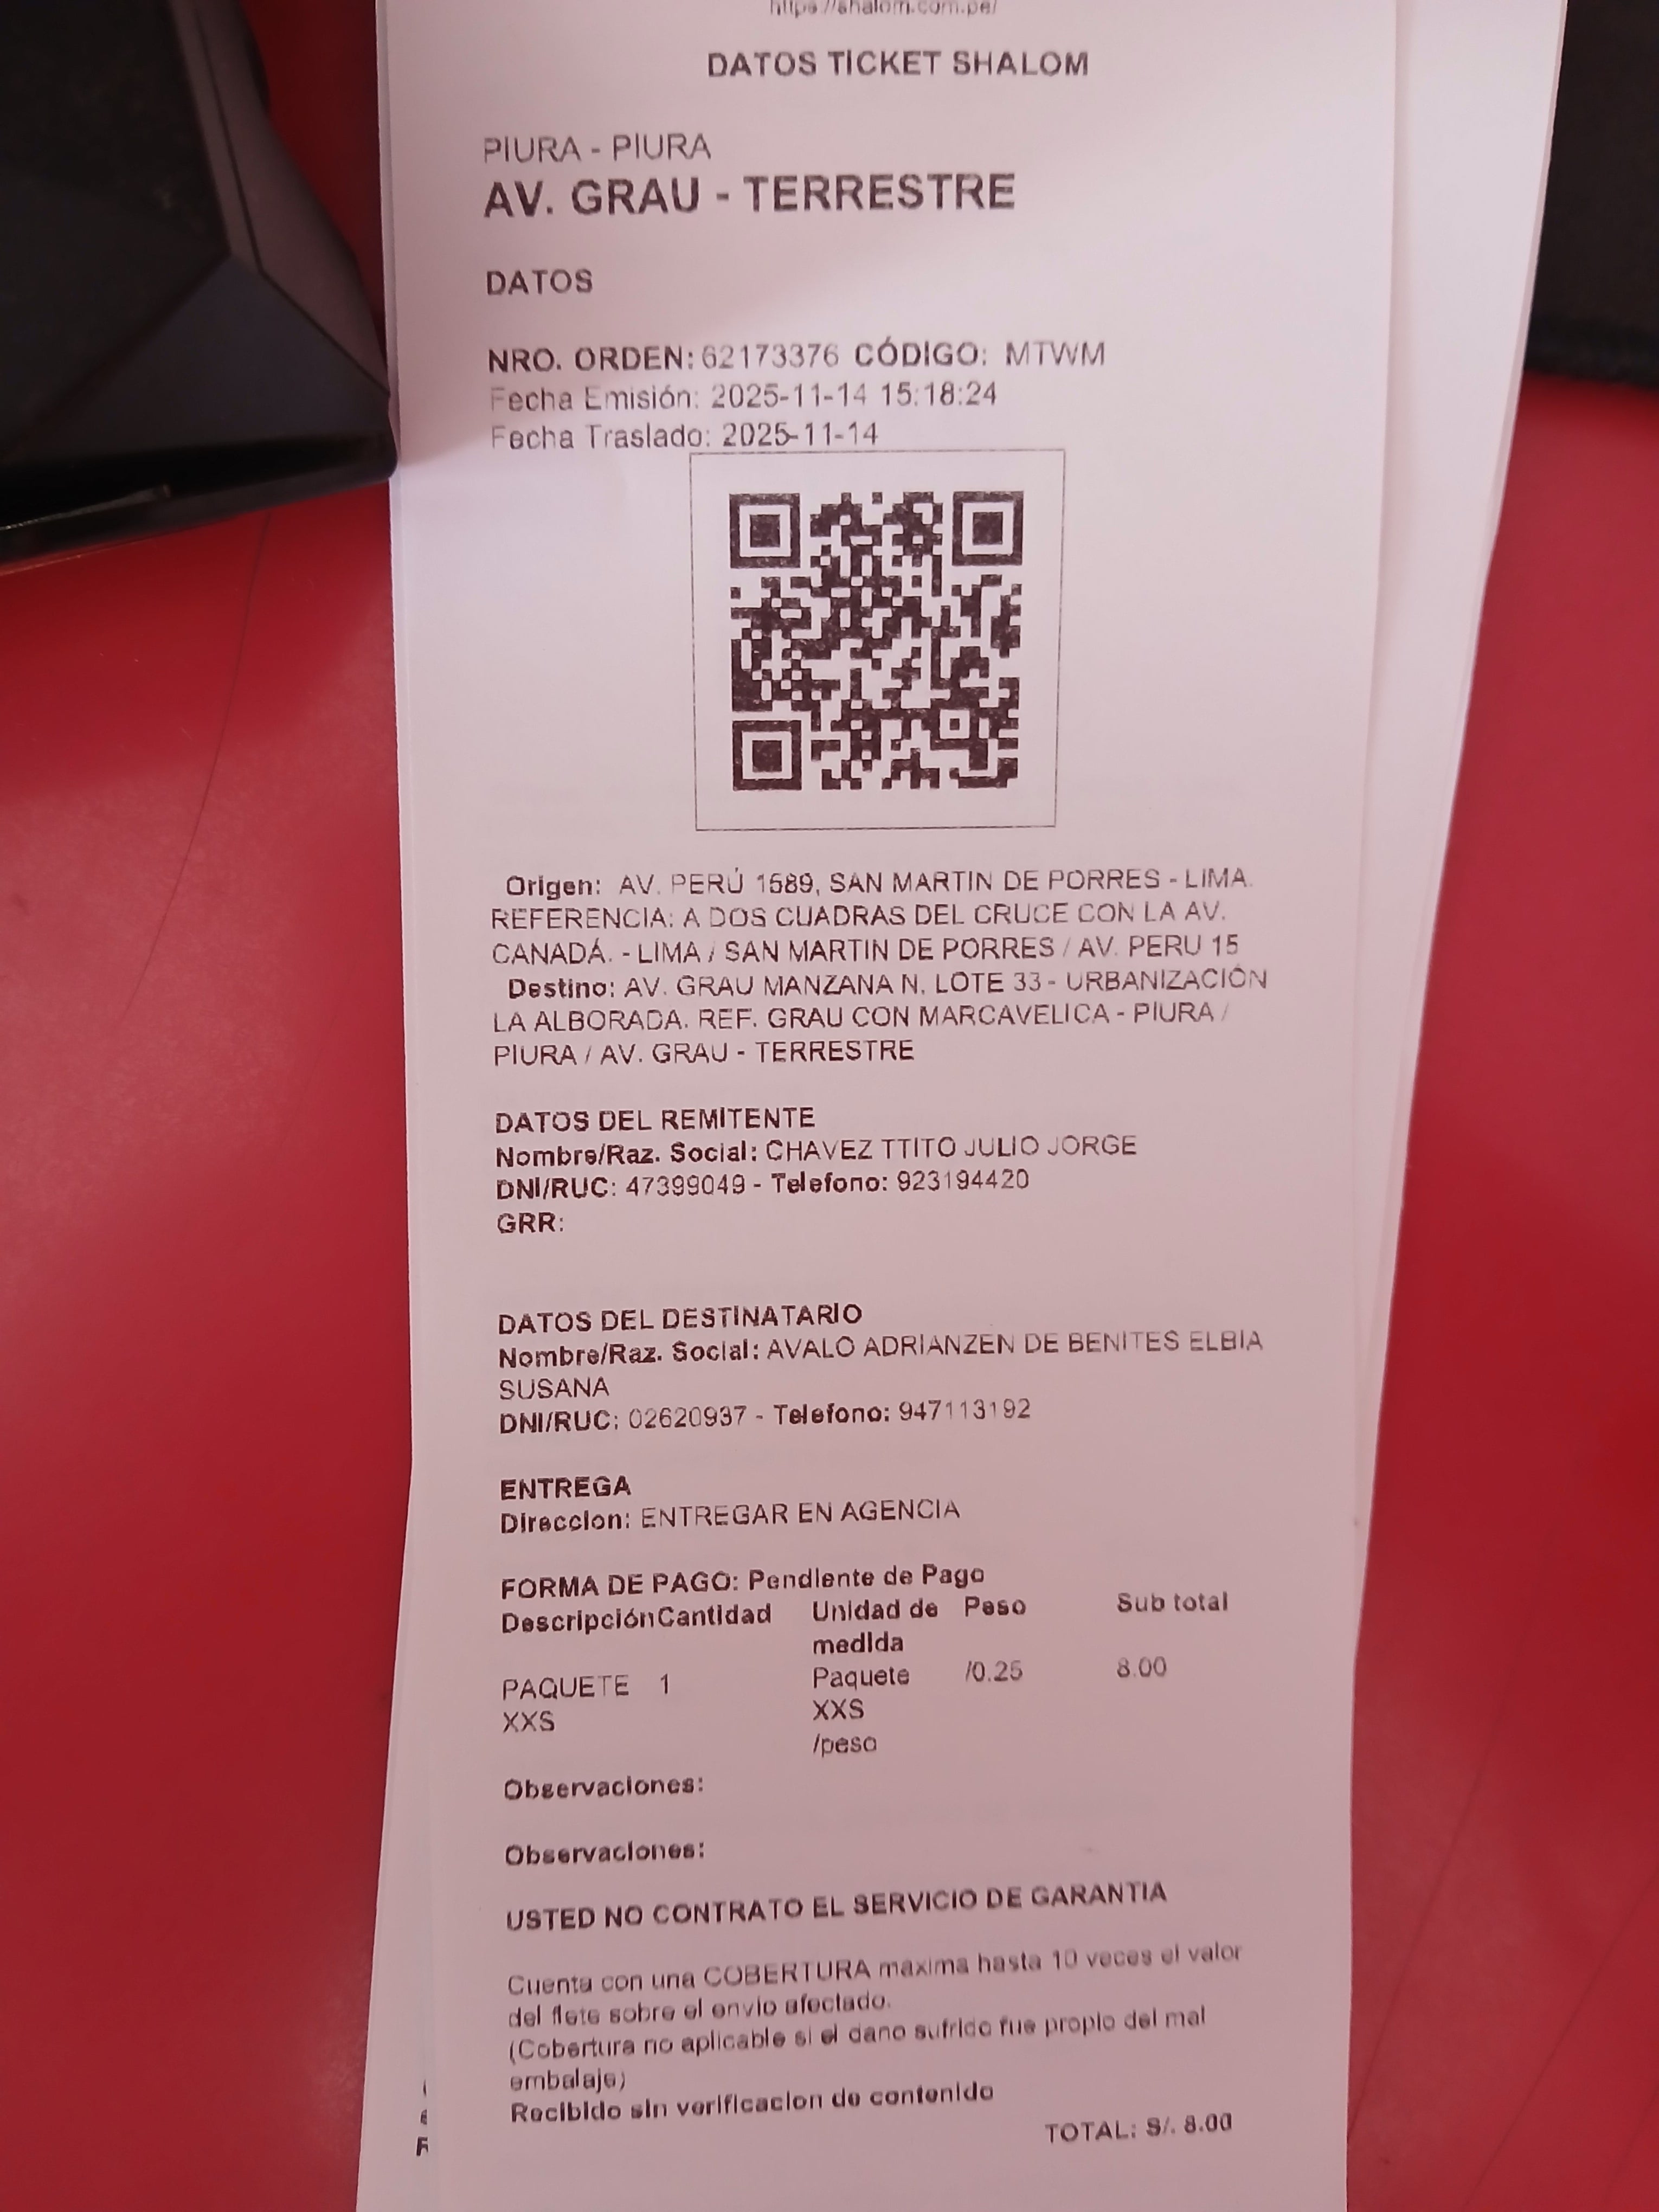 https://shalom.com.pe/
DATOS TICKET SHALOM
PIURA - PIURA
AV. GRAU - TERRESTRE
DATOS
NRO. ORDEN: 62173376 CÓDIGO: MTWM
Fecha Emisión: 2025-11-14 15:18:24
Fecha Traslado: 2025-11-14
Origen: AV. PERÚ 1589, SAN MARTIN DE PORRES - LIMA.
REFERENCIA: A DOS CUADRAS DEL CRUCE CON LA AV.
CANADÁ. - LIMA / SAN MARTIN DE PORRES / AV. PERU 15
Destino: AV. GRAU MANZANA N. LOTE 33 - URBANIZACIÓN
LA ALBORADA. REF. GRAU CON MARCAVELICA - PIURA /
PIURA / AV. GRAU - TERRESTRE
DATOS DEL REMITENTE
Nombre/Raz. Social: CHAVEZ TTITO JULIO JORGE
DNI/RUC: 47399049 - Telefono: 923194420
GRR:
DATOS DEL DESTINATARIO
Nombre/Raz. Social: AVALO ADRIANZEN DE BENITES ELBIA
SUSANA
DNI/RUC: 02620937 - Telefono: 947113192
ENTREGA
Direccion: ENTREGAR EN AGENCIA
FORMA DE PAGO: Pendiente de Pago
Descripción Cantidad Unidad de Peso Sub total
medida
PAQUETE 1 Paquete /0.25 8.00
XXS XXS
/peso
Observaciones:
Observaciones:
USTED NO CONTRATO EL SERVICIO DE GARANTIA
Cuenta con una COBERTURA maxima hasta 10 veces el valor
del flete sobre el envio afectado.
(Cobertura no aplicable si el dano sufrido fue propio del mal
embalaje)
Recibido sin verificacion de contenido
TOTAL: S/. 8.00